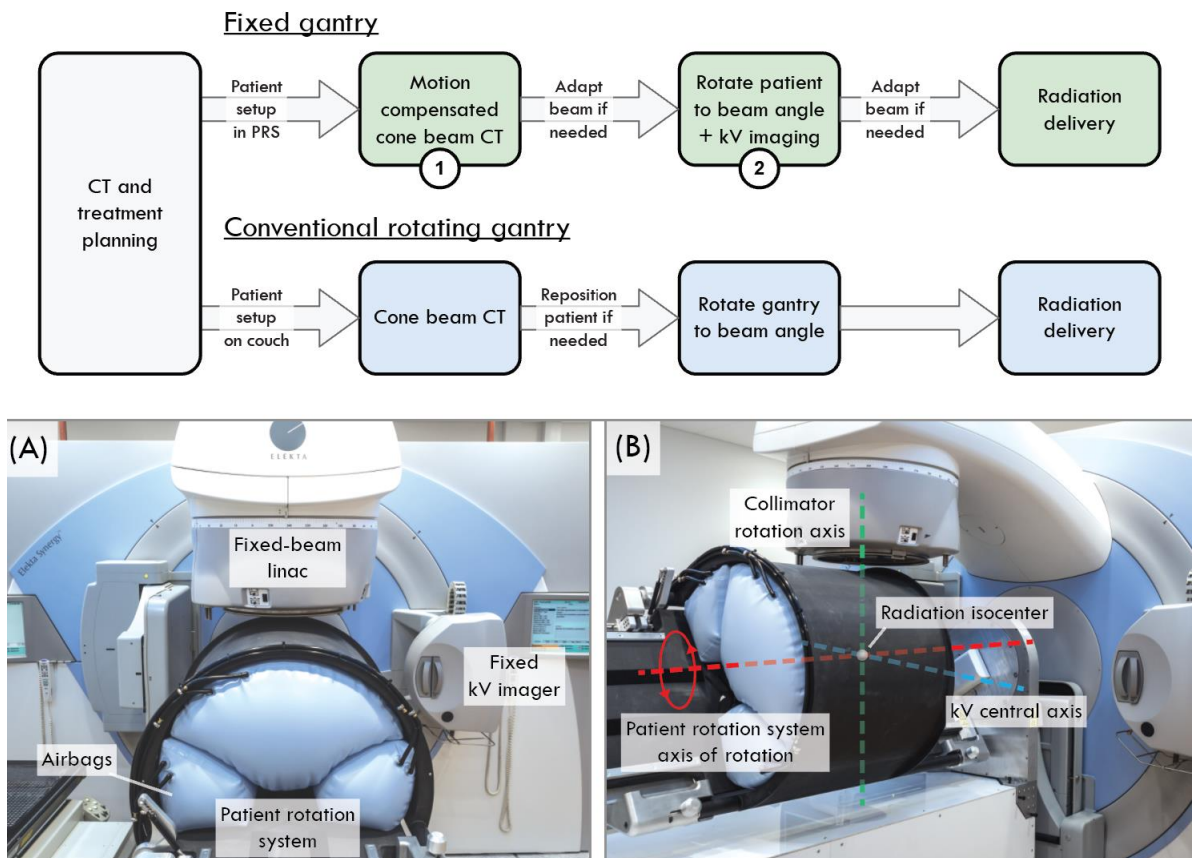 Fixed gantry
CT and
treatment
planning
Patient
setup
in PRS
Motion
compensated
cone beam CT
1
Adapt
beam if
needed
Rotate patient
to beam angle
+ kV imaging
2
Adapt
beam if
needed
Radiation
delivery
Conventional rotating gantry
Patient
setup
on couch
Cone beam CT
Reposition
patient if
needed
Rotate gantry
to beam angle
Radiation
delivery
(A)
ELEKTA
Elekta Synergy
Fixed-beam
linac
Fixed
kV imager
Airbags
Patient rotation
system
(B)
Collimator
rotation axis
Radiation isocenter
kV central axis
Patient rotation system
axis of rotation